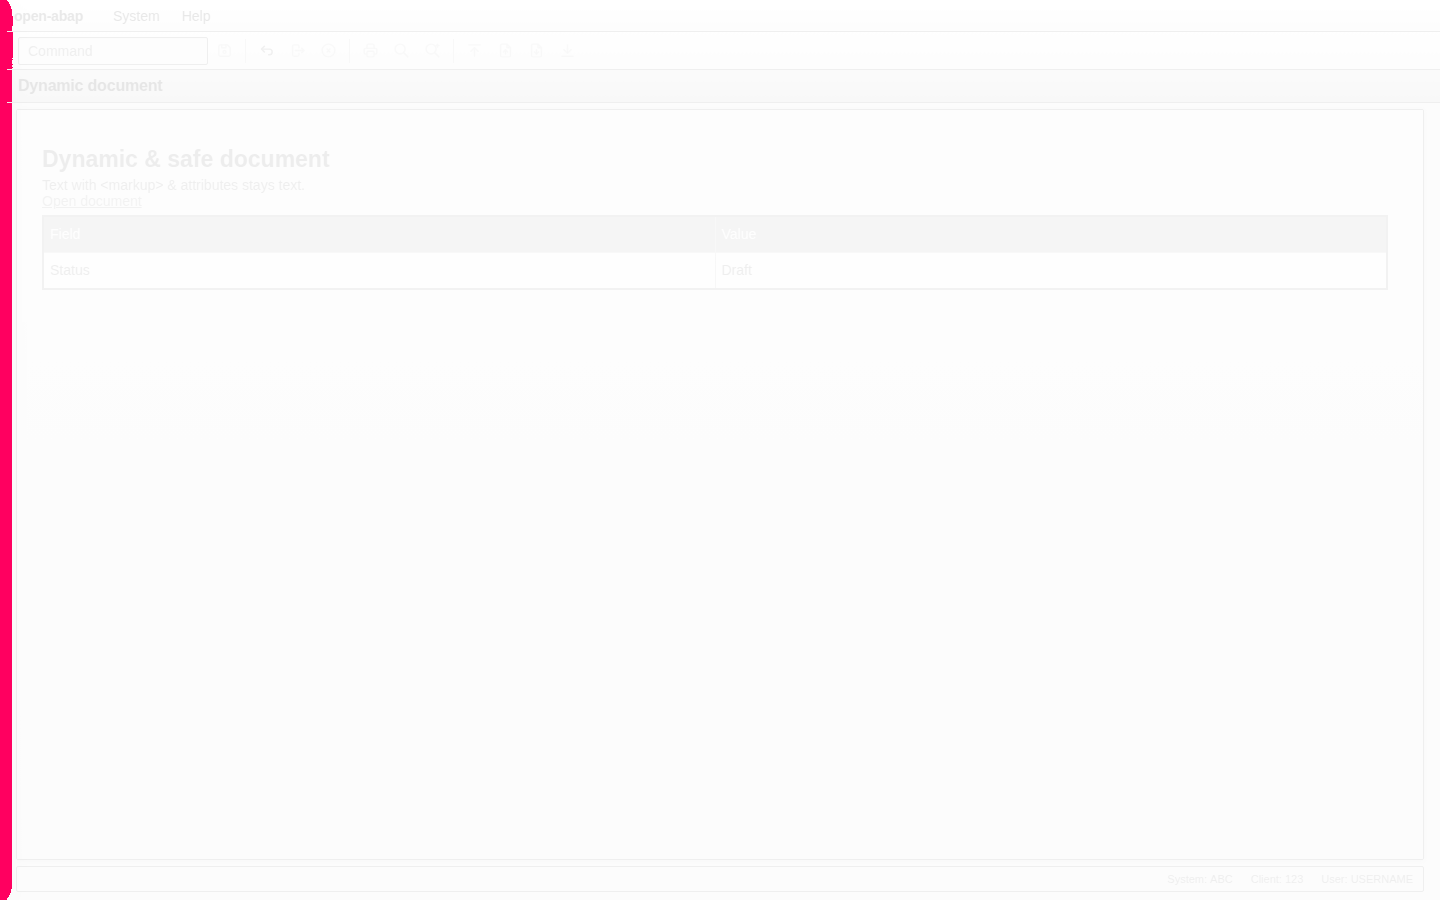 open-abap System Help
Command
Dynamic document
Dynamic & safe document
Text with <markup> & attributes stays text.
Open document
Field Value
Status Draft
System: ABC Client: 123 User: USERNAME